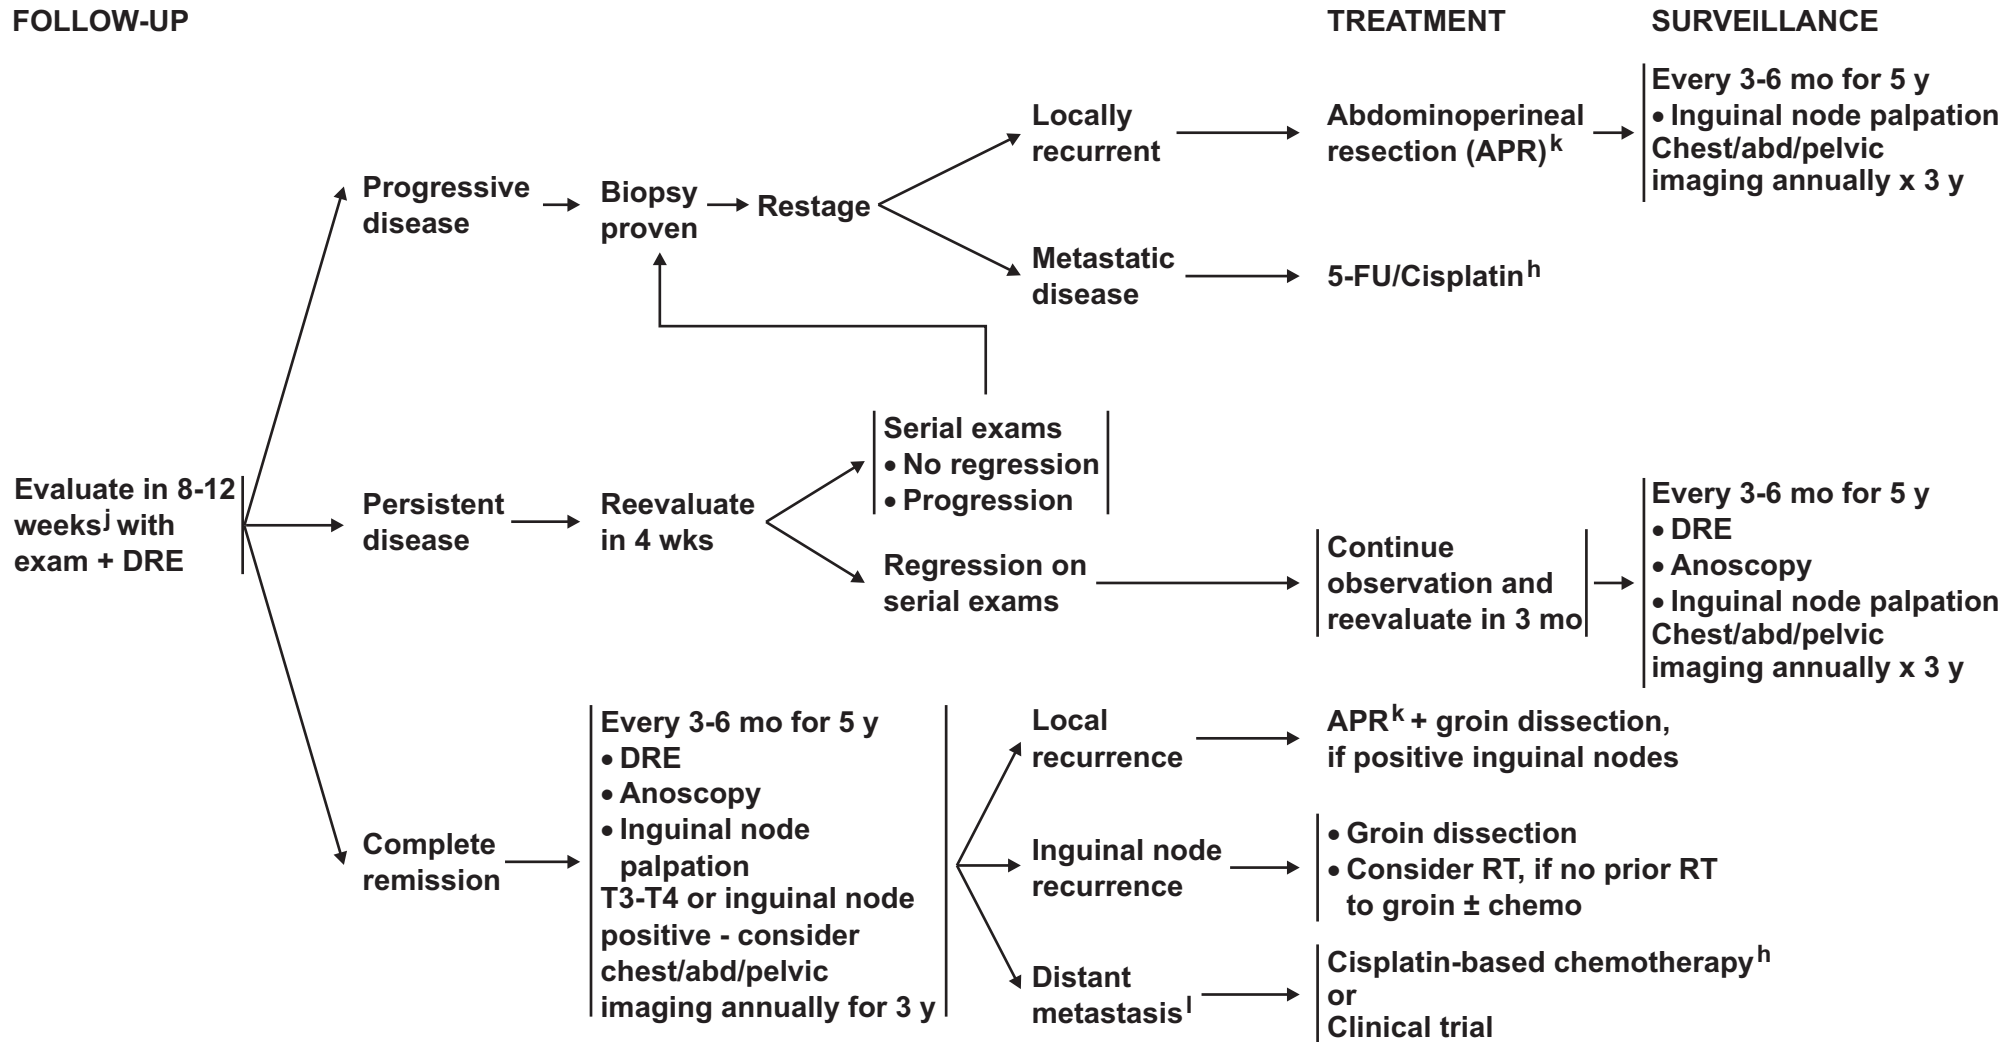 FOLLOW-UP
TREATMENT
SURVEILLANCE
Evaluate in 8-12
weeksj with
exam + DRE
Progressive
disease
Biopsy
proven
Restage
Locally
recurrent
Abdominoperineal
resection (APR)k
Every 3-6 mo for 5 y
• Inguinal node palpation
Chest/abd/pelvic
imaging annually x 3 y
Metastatic
disease
5-FU/Cisplatinh
Persistent
disease
Reevaluate
in 4 wks
Serial exams
• No regression
• Progression
Regression on
serial exams
Continue
observation and
reevaluate in 3 mo
Every 3-6 mo for 5 y
• DRE
• Anoscopy
• Inguinal node palpation
Chest/abd/pelvic
imaging annually x 3 y
Complete
remission
Every 3-6 mo for 5 y
• DRE
• Anoscopy
• Inguinal node
palpation
T3-T4 or inguinal node
positive - consider
chest/abd/pelvic
imaging annually for 3 y
Local
recurrence
APRk + groin dissection,
if positive inguinal nodes
Inguinal node
recurrence
• Groin dissection
• Consider RT, if no prior RT
to groin ± chemo
Distant
metastasisl
Cisplatin-based chemotherapyh
or
Clinical trial